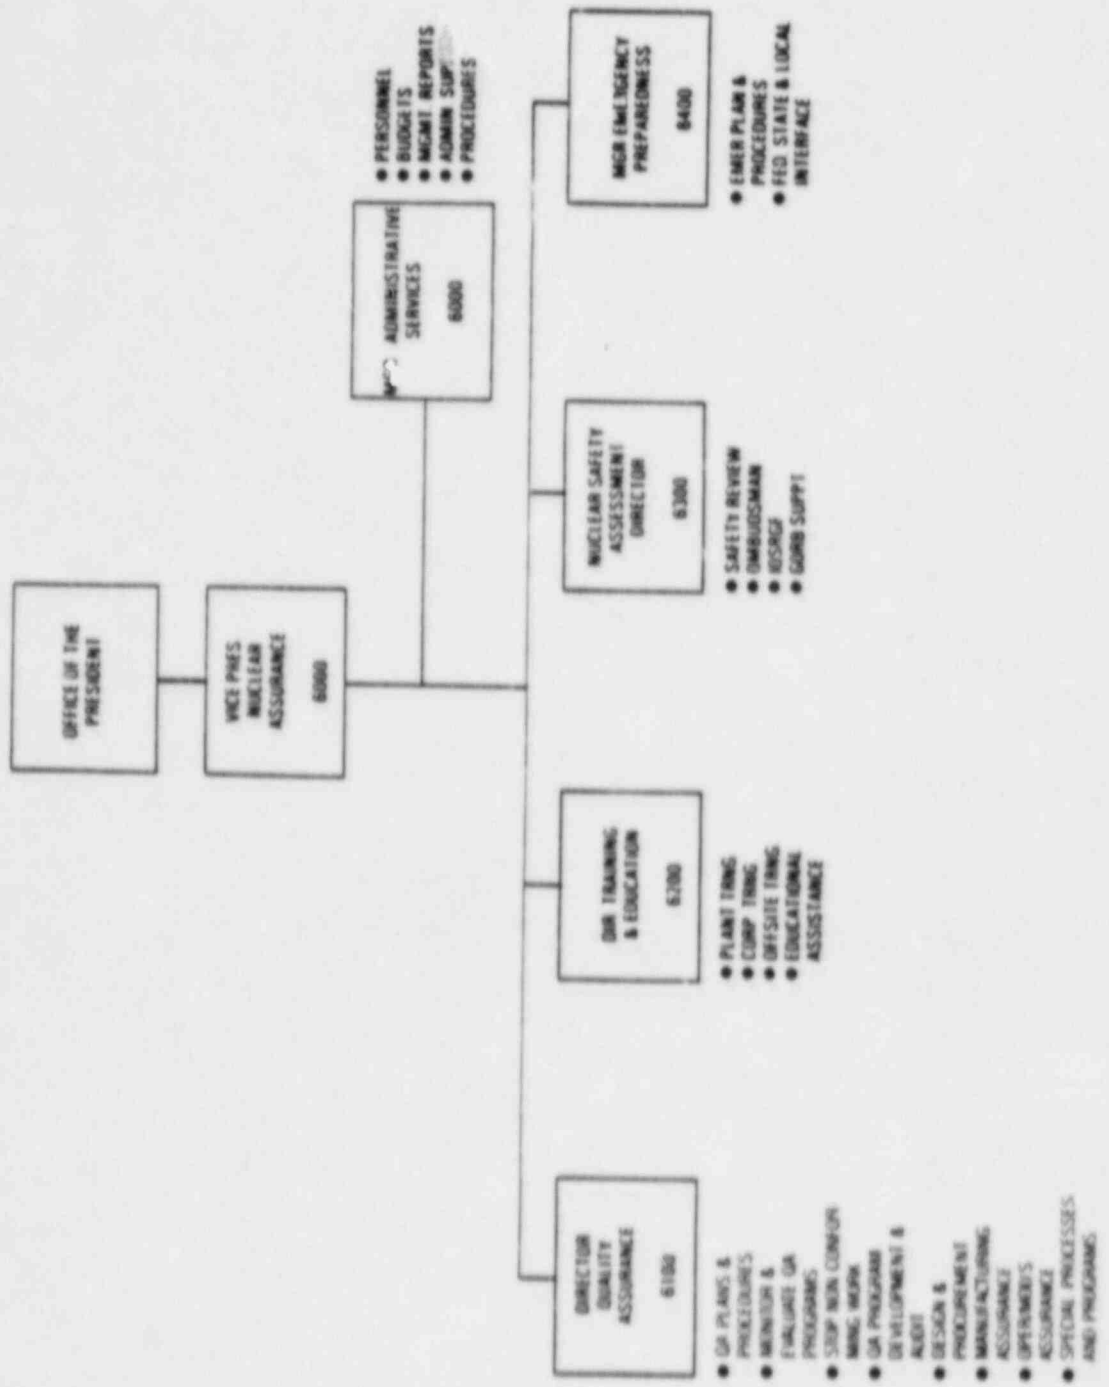 OFFICE OF THE
PRESIDENT
VICE PRES
NUCLEAR
ASSURANCE
6000
ADMINISTRATIVE
SERVICES
6000
● PERSONNEL
● BUDGETS
● MGMT. REPORTS
● ADMIN
● PROCEDURES
DIRECTOR
QUALITY
ASSURANCE
6100
● QA PLANS &
PROCEDURES
● MONITOR &
EVALUATE QA
PROGRAMS
● STOP NON CONFOR
MING WORK
● QA PROGRAM
DEVELOPMENT &
AUDIT
● DESIGN &
PROCUREMENT
● MANUFACTURING
ASSURANCE
● OPER/MOD'S
ASSURANCE
● SPECIAL PROCESSES
AND PROGRAMS
DIR TRAINING
& EDUCATION
6200
● PLANT TRNG
● CORP TRNG
● OFFSITE TRNG
● EDUCATIONAL
ASSISTANCE
NUCLEAR SAFETY
ASSESSMENT
DIRECTOR
6300
● SAFETY REVIEW
● OMBUDSMAN
● IOSRGF
● GORB SUPPT
MGR EMERGENCY
PREPAREDNESS
6400
● EMER PLAN &
PROCEDURES
● FED STATE & LOCAL
INTERFACE